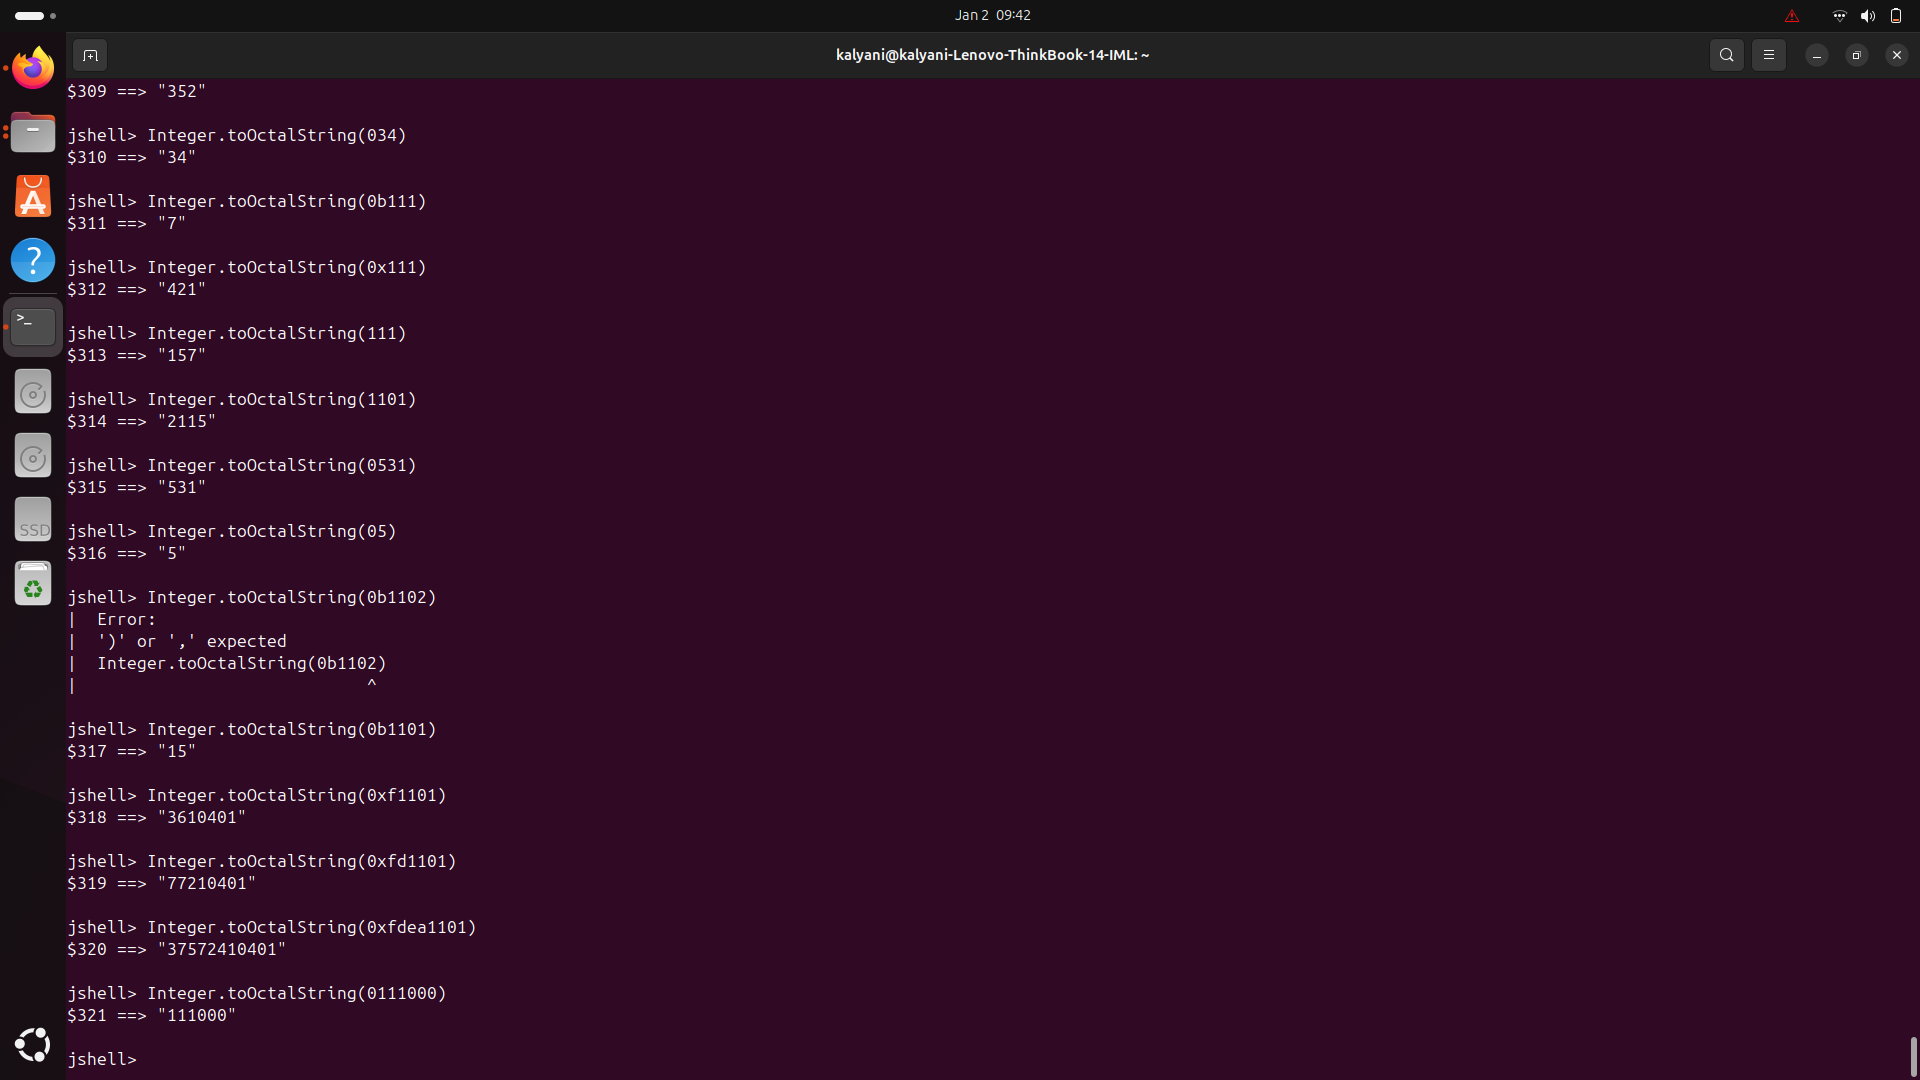 Jan 2 09:42
kalyani@kalyani-Lenovo-ThinkBook-14-IML: ~
$309 ==> "352"
jshell> Integer.toOctalString(034)
$310 ==> "34"
jshell> Integer.toOctalString(0b111)
$311 ==> "7"
jshell> Integer.toOctalString(0x111)
$312 ==> "421"
jshell> Integer.toOctalString(111)
$313 ==> "157"
jshell> Integer.toOctalString(1101)
$314 ==> "2115"
jshell> Integer.toOctalString(0531)
$315 ==> "531"
jshell> Integer.toOctalString(05)
$316 ==> "5"
jshell> Integer.toOctalString(0b1102)
|  Error:
|  ')' or ',' expected
|  Integer.toOctalString(0b1102)
|                             ^
jshell> Integer.toOctalString(0b1101)
$317 ==> "15"
jshell> Integer.toOctalString(0xf1101)
$318 ==> "3610401"
jshell> Integer.toOctalString(0xfd1101)
$319 ==> "77210401"
jshell> Integer.toOctalString(0xfdea1101)
$320 ==> "37572410401"
jshell> Integer.toOctalString(0111000)
$321 ==> "111000"
jshell>
SSD